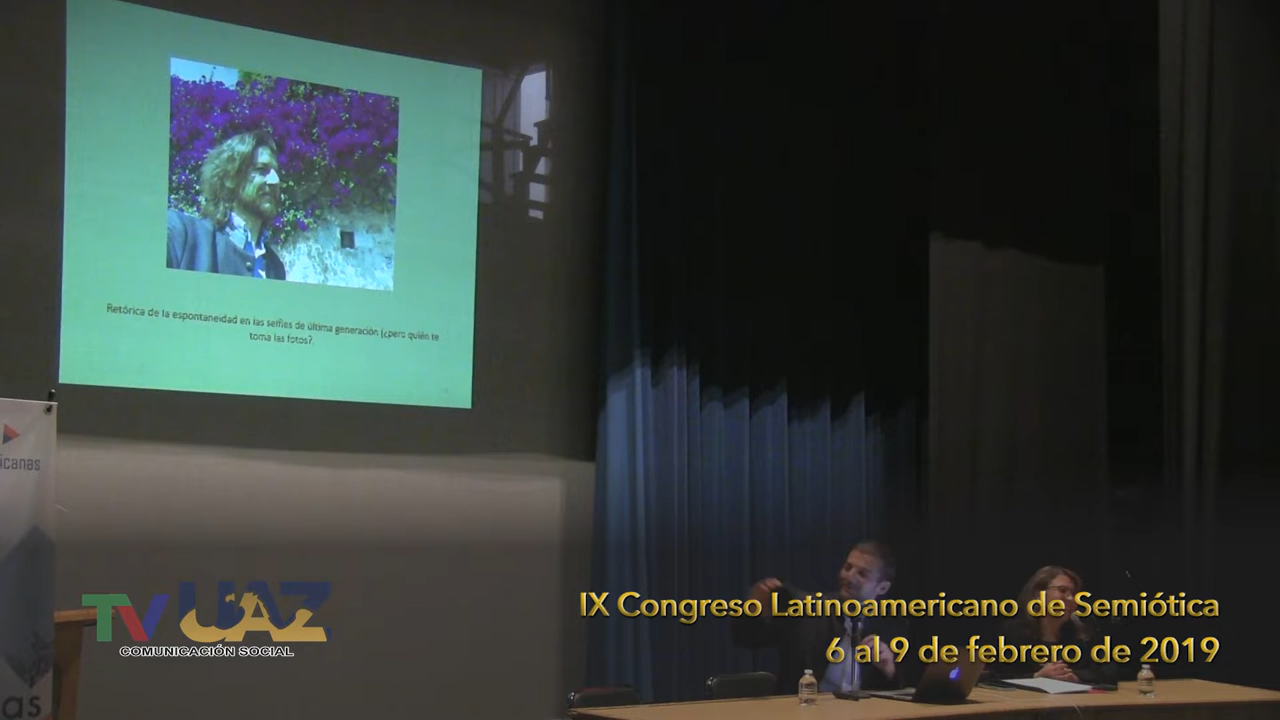 Retórica de la espontaneidad en las selfies de última generación (¿pero quién te
toma las fotos?.
icanas
as
TV UAZ
COMUNICACIÓN SOCIAL
IX Congreso Latinoamericano de Semiótica
6 al 9 de febrero de 2019